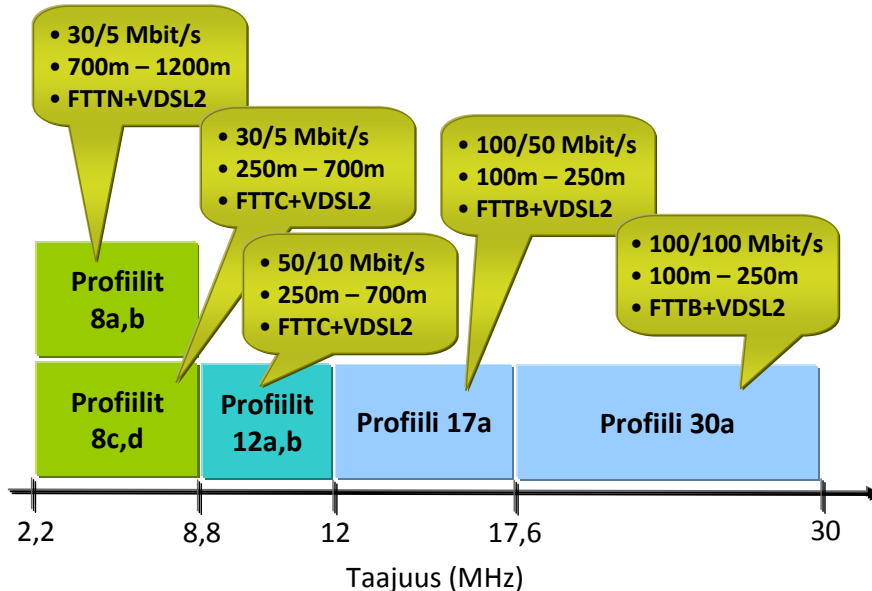 • 30/5 Mbit/s
• 700m – 1200m
• FTTN+VDSL2
• 30/5 Mbit/s
• 250m – 700m
• FTTC+VDSL2
• 100/50 Mbit/s
• 100m – 250m
• FTTB+VDSL2
• 50/10 Mbit/s
• 250m – 700m
• FTTC+VDSL2
• 100/100 Mbit/s
• 100m – 250m
• FTTB+VDSL2
Profiilit
8a,b
Profiilit
8c,d
Profiilit
12a,b
Profiili 17a
Profiili 30a
2,2
8,8
12
17,6
30
Taajuus (MHz)